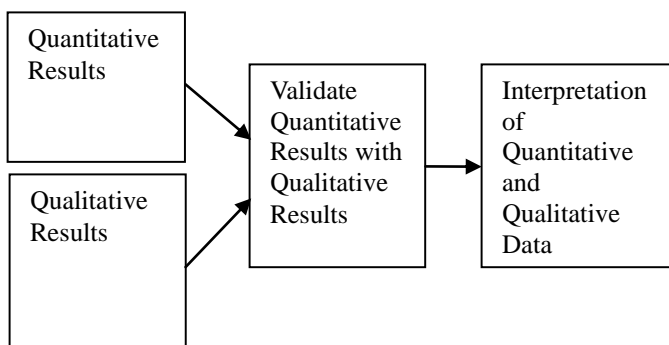 Quantitative
Results
Qualitative
Results
Validate
Quantitative
Results with
Qualitative
Results
Interpretation
of
Quantitative
and
Qualitative
Data